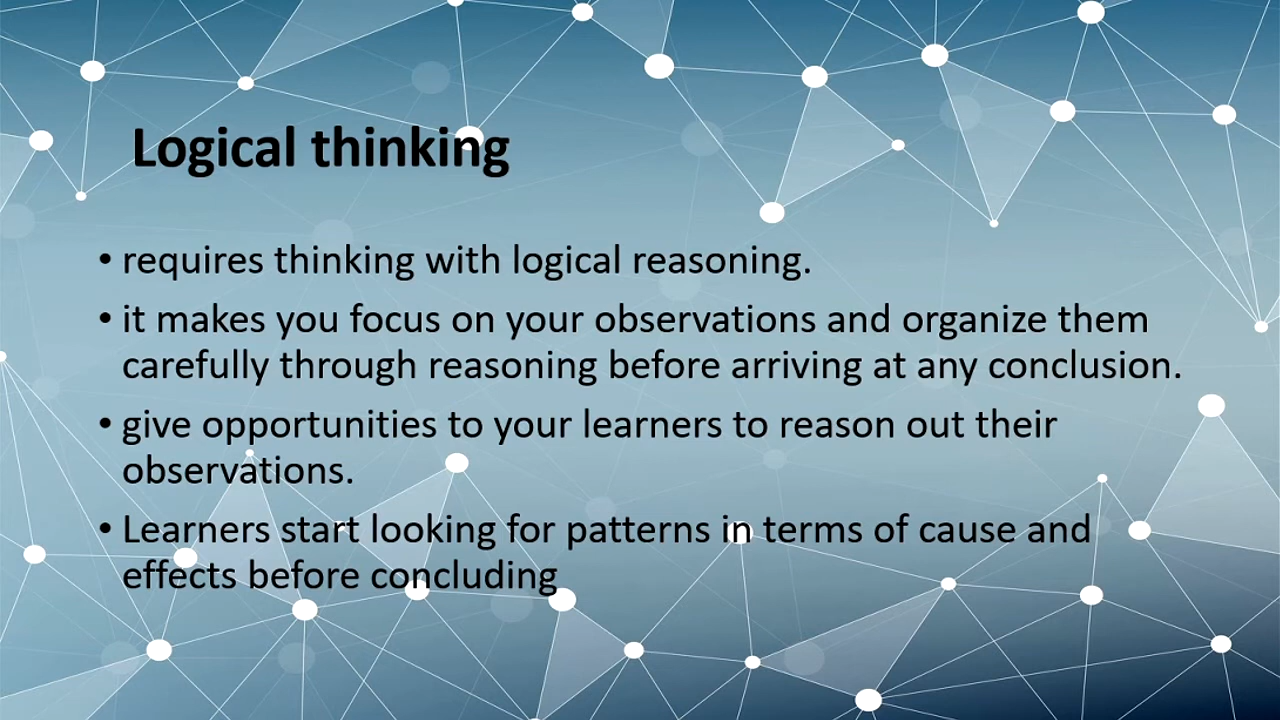 Logical thinking
• requires thinking with logical reasoning.
• it makes you focus on your observations and organize them
carefully through reasoning before arriving at any conclusion.
• give opportunities to your learners to reason out their
observations.
• Learners start looking for patterns in terms of cause and
effects before concluding